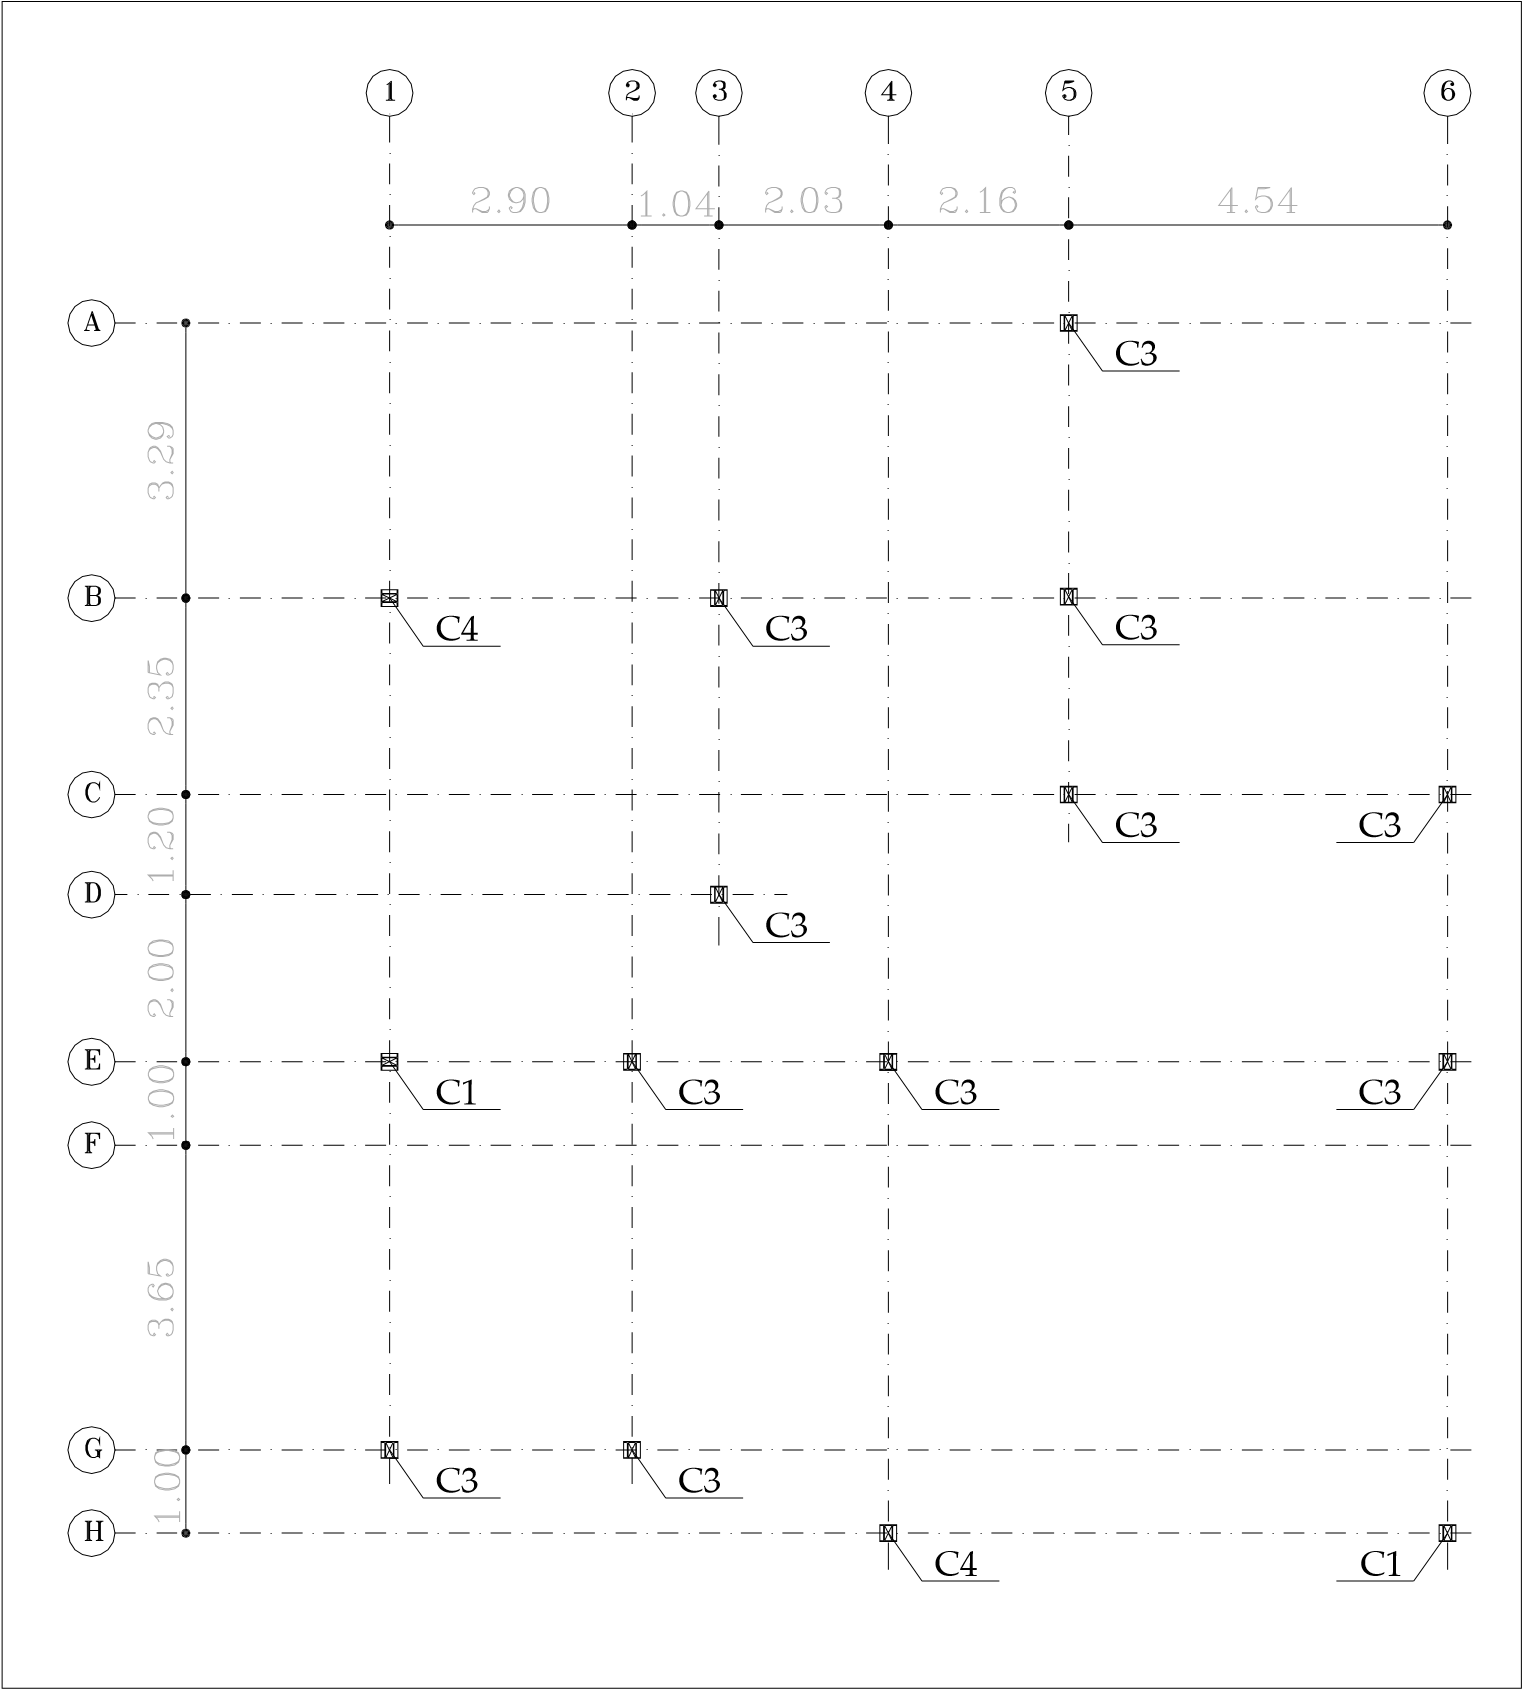 1 2 3 4 5 6
2.90 1.04 2.03 2.16 4.54
A
C3
3.29
B
C4 C3 C3
2.35
C
C3 C3
1.20
D
C3
2.00
E
C1 C3 C3 C3
1.00
F
3.65
G
C3 C3
1.00
H
C4 C1